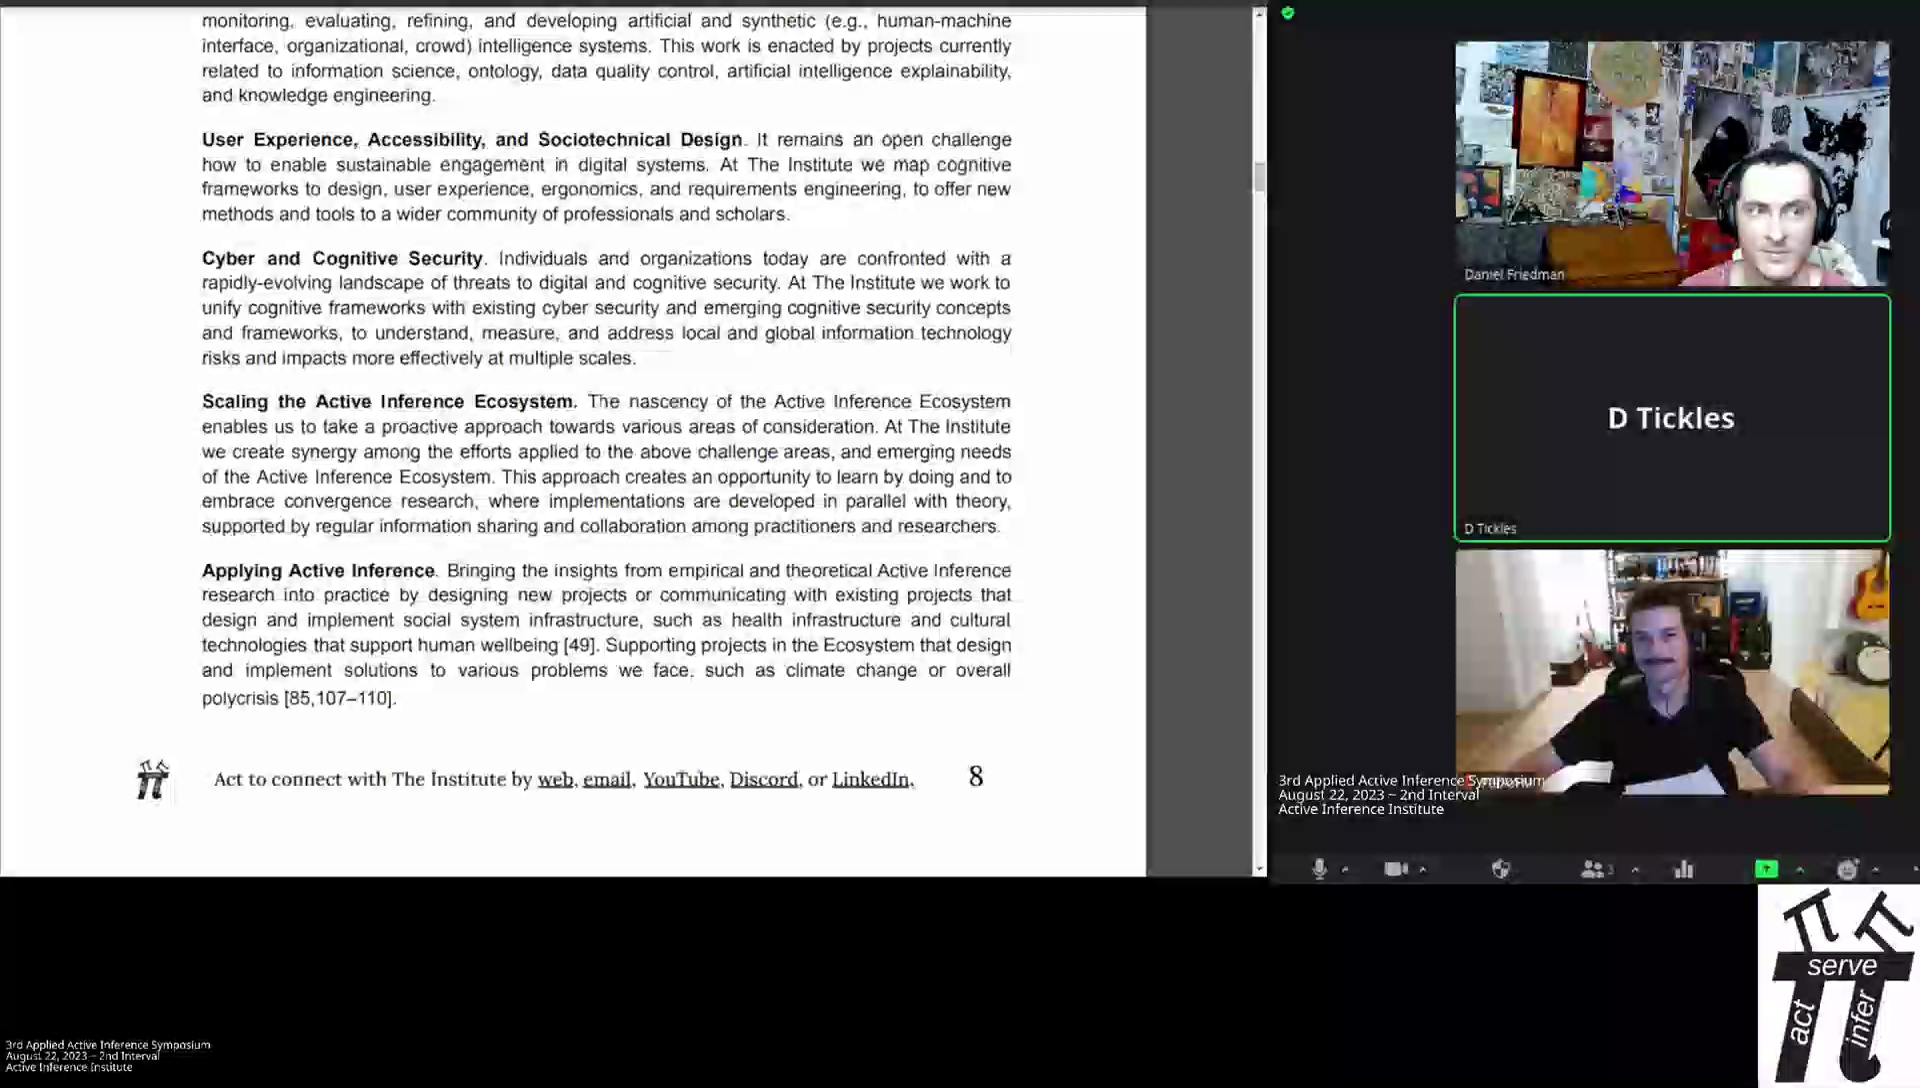 monitoring, evaluating, refining, and developing artificial and synthetic (e.g., human-machine
interface, organizational, crowd) intelligence systems. This work is enacted by projects currently
related to information science, ontology, data quality control, artificial intelligence explainability,
and knowledge engineering.
User Experience, Accessibility, and Sociotechnical Design. It remains an open challenge
how to enable sustainable engagement in digital systems. At The Institute we map cognitive
frameworks to design, user experience, ergonomics, and requirements engineering, to offer new
methods and tools to a wider community of professionals and scholars.
Cyber and Cognitive Security. Individuals and organizations today are confronted with a
rapidly-evolving landscape of threats to digital and cognitive security. At The Institute we work to
unify cognitive frameworks with existing cyber security and emerging cognitive security concepts
and frameworks, to understand, measure, and address local and global information technology
risks and impacts more effectively at multiple scales.
Scaling the Active Inference Ecosystem. The nascency of the Active Inference Ecosystem
enables us to take a proactive approach towards various areas of consideration. At The Institute
we create synergy among the efforts applied to the above challenge areas, and emerging needs
of the Active Inference Ecosystem. This approach creates an opportunity to learn by doing and to
embrace convergence research, where implementations are developed in parallel with theory,
supported by regular information sharing and collaboration among practitioners and researchers.
Applying Active Inference. Bringing the insights from empirical and theoretical Active Inference
research into practice by designing new projects or communicating with existing projects that
design and implement social system infrastructure, such as health infrastructure and cultural
technologies that support human wellbeing [49]. Supporting projects in the Ecosystem that design
and implement solutions to various problems we face, such as climate change or overall
polycrisis [85,107–110].
Act to connect with The Institute by web, email, YouTube, Discord, or LinkedIn, 8
Daniel Friedman
D Tickles
D Tickles
3rd Applied Active Inference Symposium
August 22, 2023 – 2nd Interval
Active Inference Institute
3
π π
serve
act
infer
3rd Applied Active Inference Symposium
August 22, 2023 – 2nd Interval
Active Inference Institute